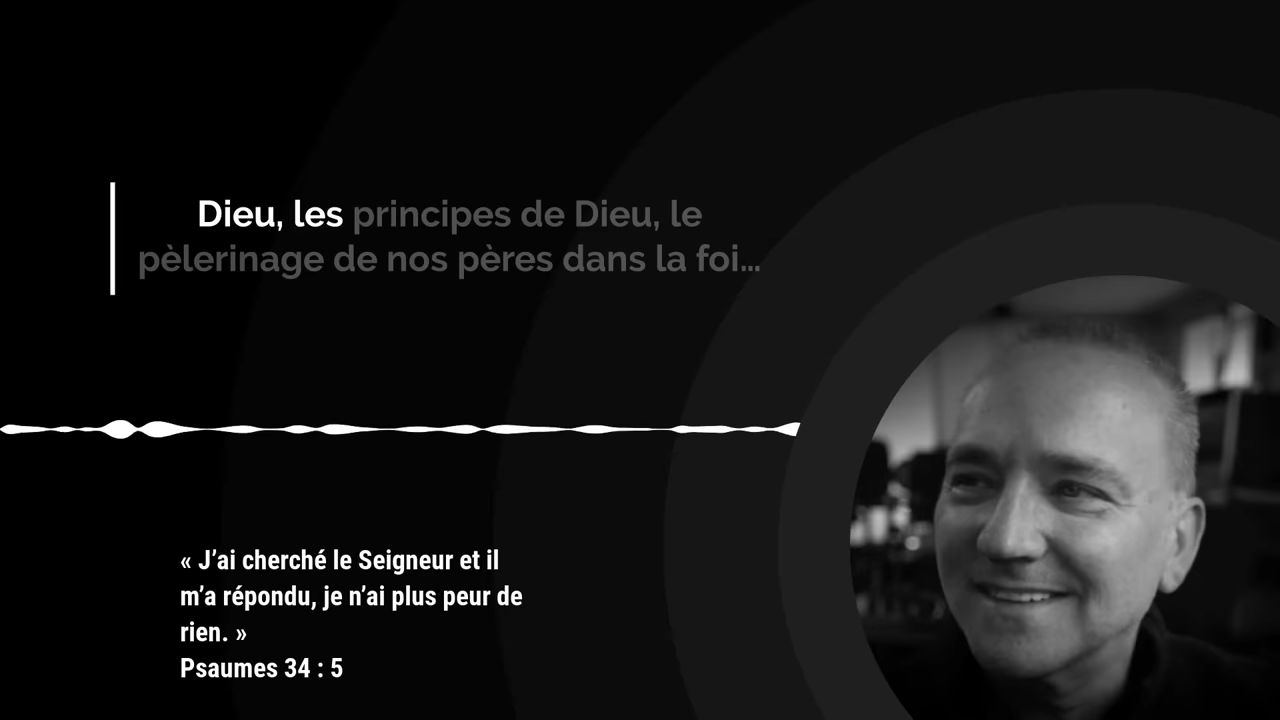 Dieu, les principes de Dieu, le
pèlerinage de nos pères dans la foi...
« J’ai cherché le Seigneur et il
m’a répondu, je n’ai plus peur de
rien. »
Psaumes 34 : 5